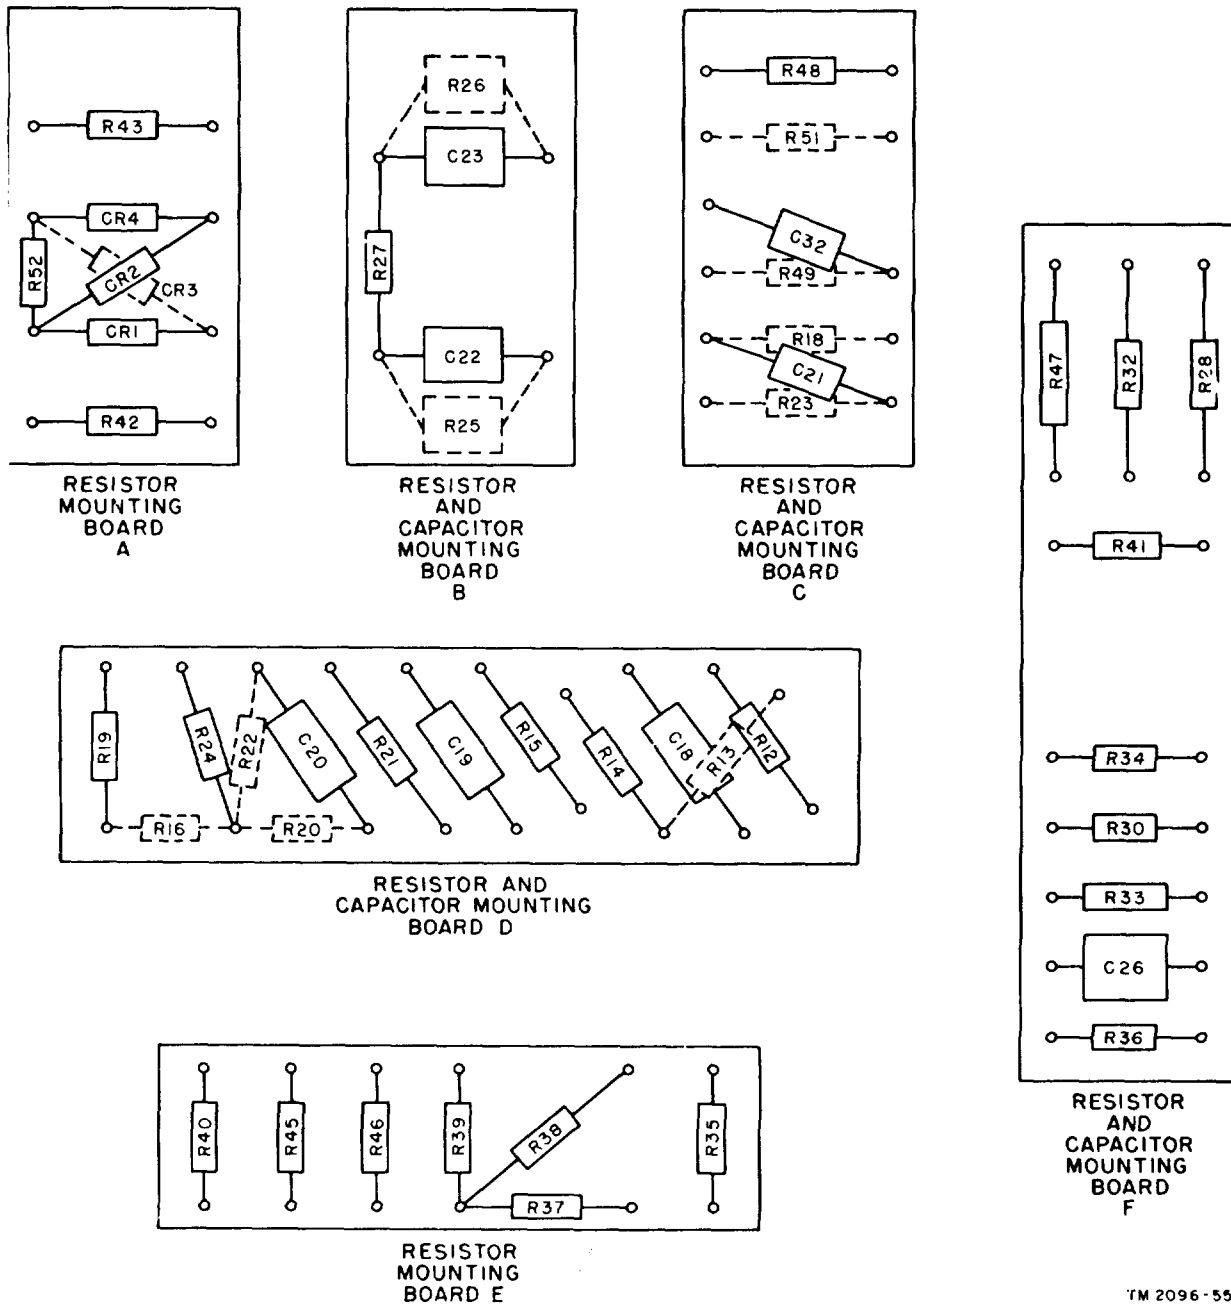 R43
CR4
R52
CR2
CR3
CR1
R42
RESISTOR
MOUNTING
BOARD
A
R26
C23
R27
C22
R25
RESISTOR
AND
CAPACITOR
MOUNTING
BOARD
B
R48
R51
C32
R49
R18
C21
R23
RESISTOR
AND
CAPACITOR
MOUNTING
BOARD
C
R19
R24
R22
C20
R21
C19
R15
R14
C18
R13
R12
R16
R20
RESISTOR AND
CAPACITOR MOUNTING
BOARD D
R40
R45
R46
R39
R38
R37
R35
RESISTOR
MOUNTING
BOARD E
R47
R32
R28
R41
R34
R30
R33
C26
R36
RESISTOR
AND
CAPACITOR
MOUNTING
BOARD
F
TM 2096-55